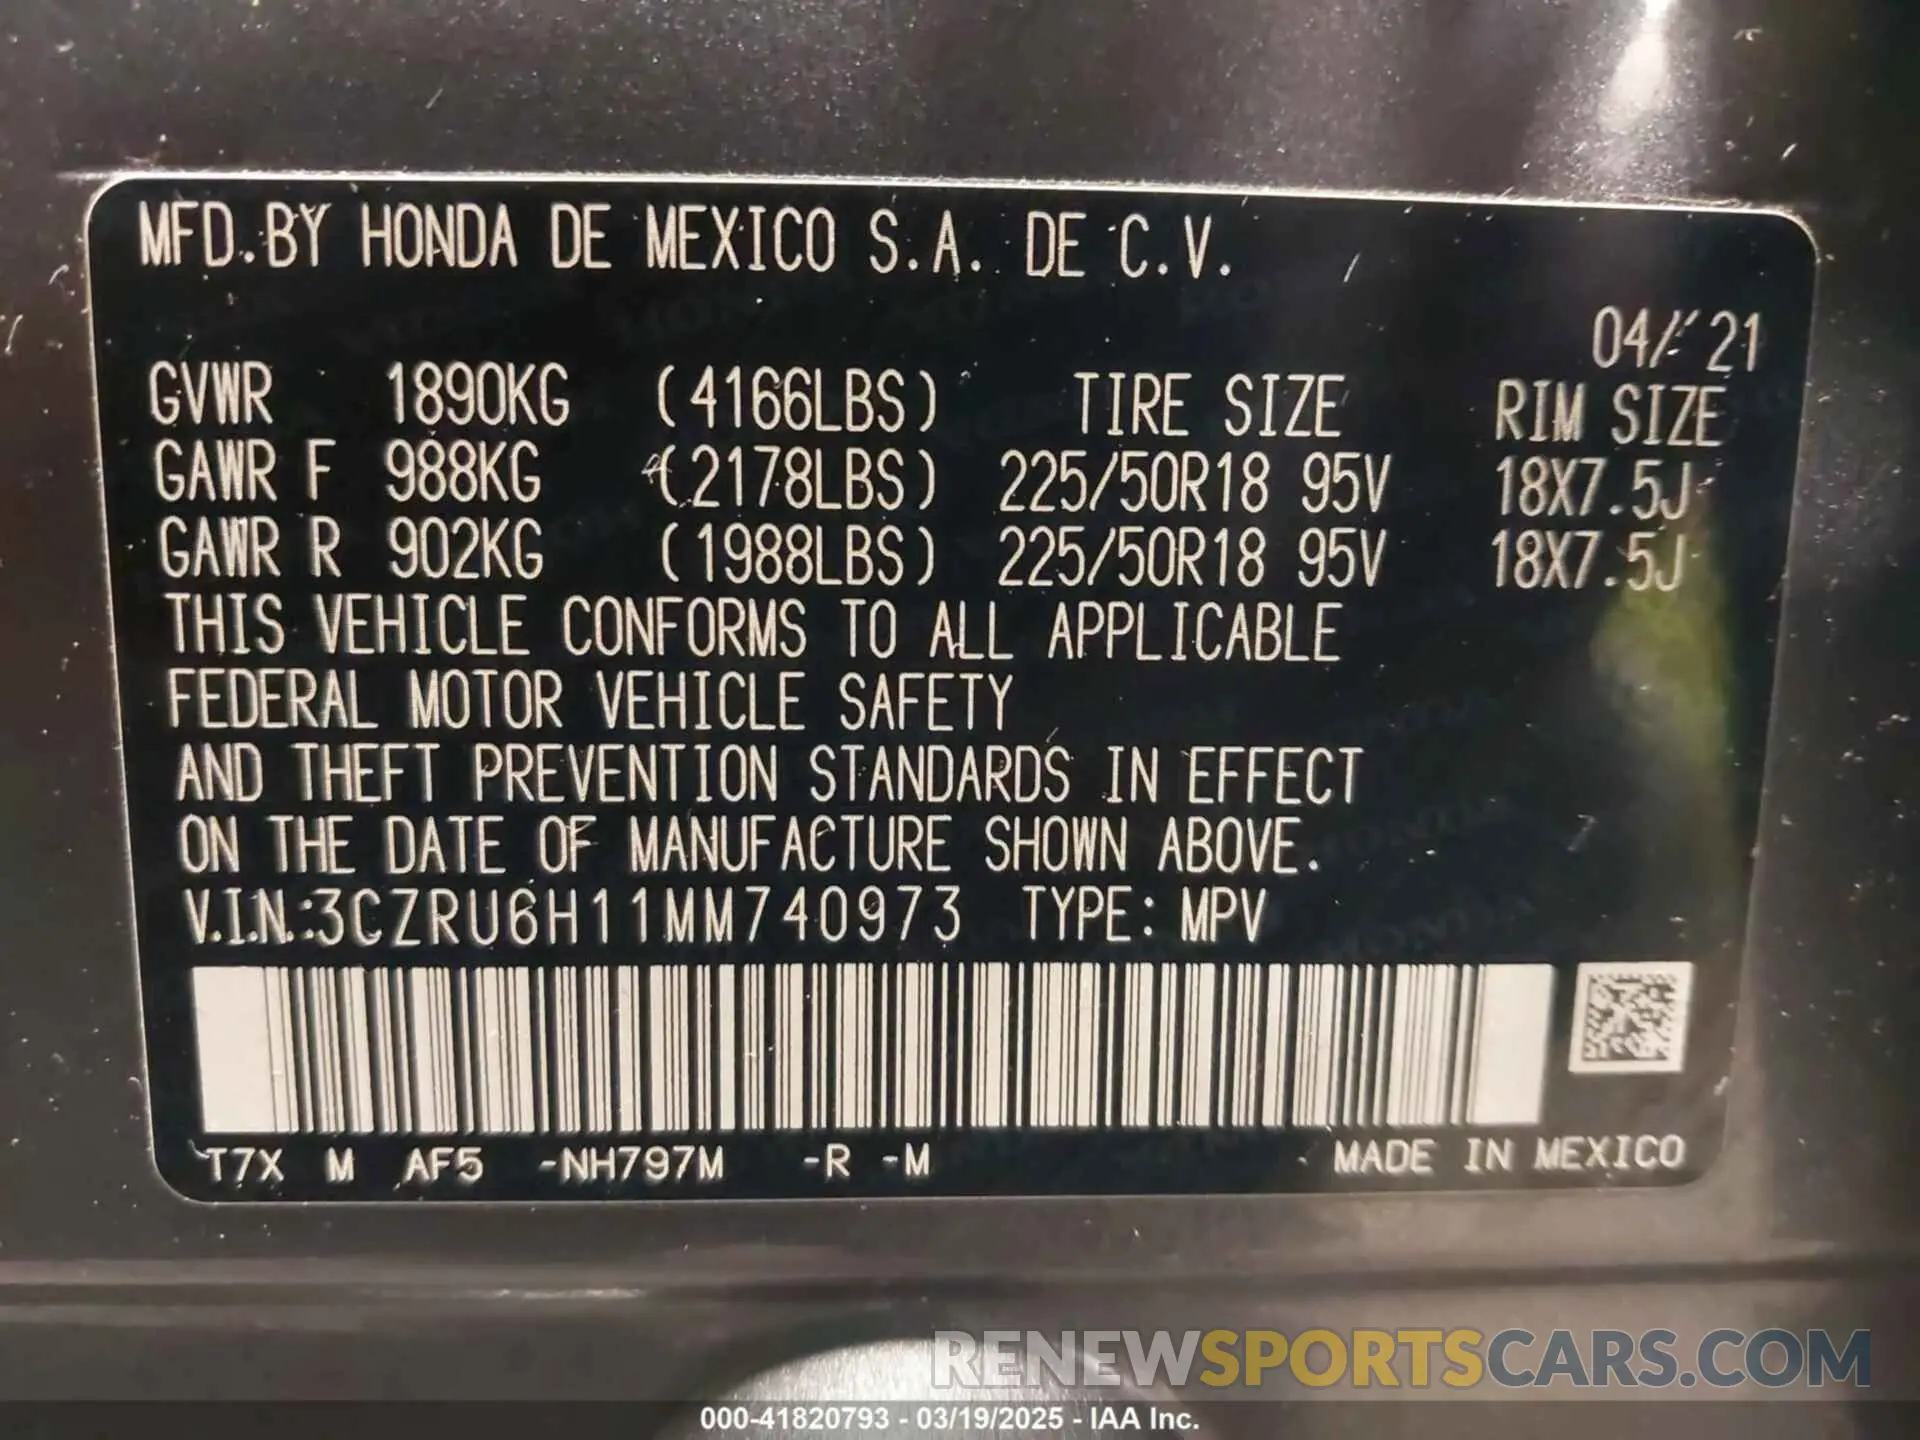 MFD.BY HONDA DE MEXICO S.A. DE C.V.
04/ 21
GVWR 1890KG (4166LBS) TIRE SIZE RIM SIZE
GAWR F 988KG (2178LBS) 225/50R18 95V 18X7.5J
GAWR R 902KG (1988LBS) 225/50R18 95V 18X7.5J
THIS VEHICLE CONFORMS TO ALL APPLICABLE
FEDERAL MOTOR VEHICLE SAFETY
AND THEFT PREVENTION STANDARDS IN EFFECT
ON THE DATE OF MANUFACTURE SHOWN ABOVE.
V.I.N.:3CZRU6H11MM740973 TYPE: MPV
T7X M AF5 -NH797M -R -M MADE IN MEXICO
RENEWSPORTSCARS.COM
000-41820793 - 03/19/2025 - IAA Inc.